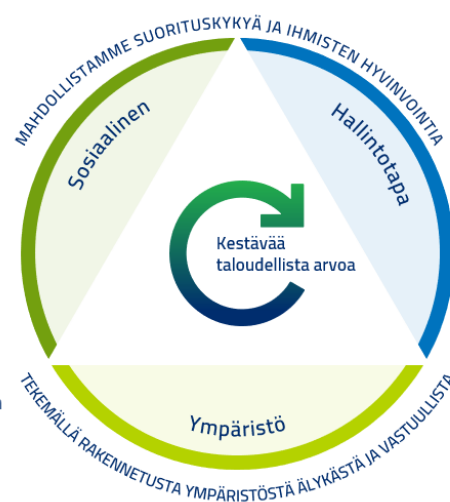 MAHDOLLISTAMME SUORITUSKYKYÄ JA IHMISTEN HYVINVOINTIA
Sosiaalinen
Hallintotapa
Kestävää
taloudellista arvoa
Ympäristö
TEKEMÄLLÄ RAKENNETUSTA YMPÄRISTÖSTÄ ÄLYKÄSTÄ JA VASTUULLISTA